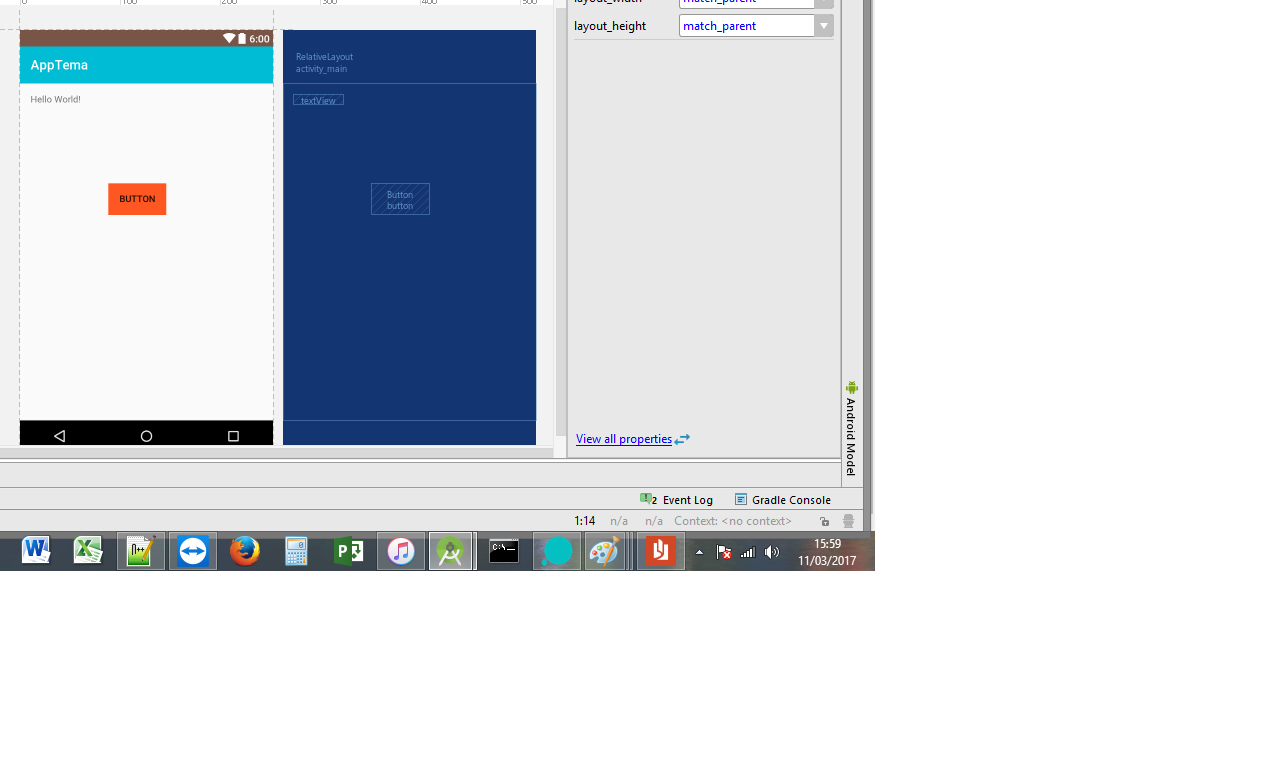 0 100 200 300 400 500
layout_width match_parent
layout_height match_parent
6:00
AppTema
Hello World!
BUTTON
RelativeLayout
activity_main
textView
Button
button
View all properties
Android Model
2 Event Log Gradle Console
1:14 n/a n/a Context: <no context>
15:59
11/03/2017